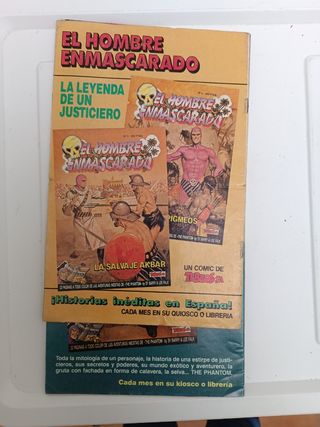 EL HOMBRE
ENMASCARADO
LA LEYENDA
DE UN
JUSTICIERO
EL HOMBRE
ENMASCARADO
EL HOMBRE
ENMASCARADO
PIGMEOS
LA SALVAJE AKBAR
UN COMIC DE
¡Historias inéditas en España!
CADA MES EN SU QUIOSCO O LIBRERIA
Toda la mitología de un personaje, la historia de una estirpe de justi-
cieros, sus secretos y poderes, su mundo exótico y aventurero, la
gruta con fachada en forma de calavera, la selva... THE PHANTOM.
Cada mes en su kiosco o librería